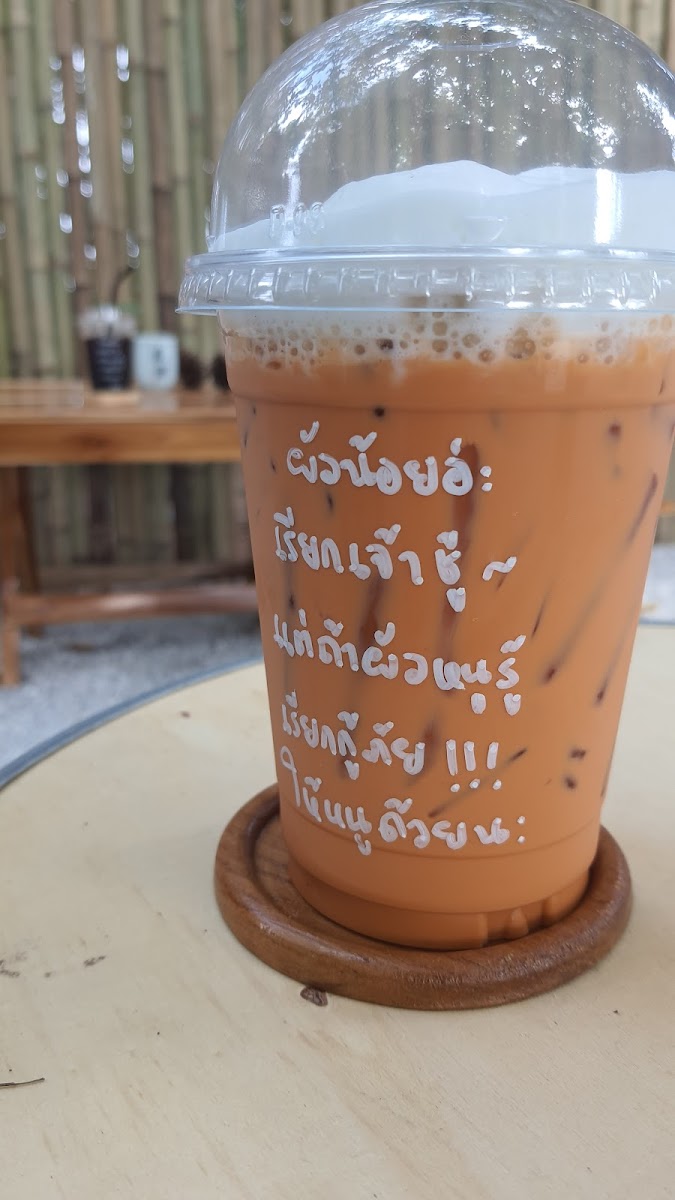 ผัวน้อยอ่ะ
เรียกเจ้าชู้ ~
แต่ถ้าผัวหนูรู้
เรียกกู้ภัย !!!
ให้หนูด้วยนะ